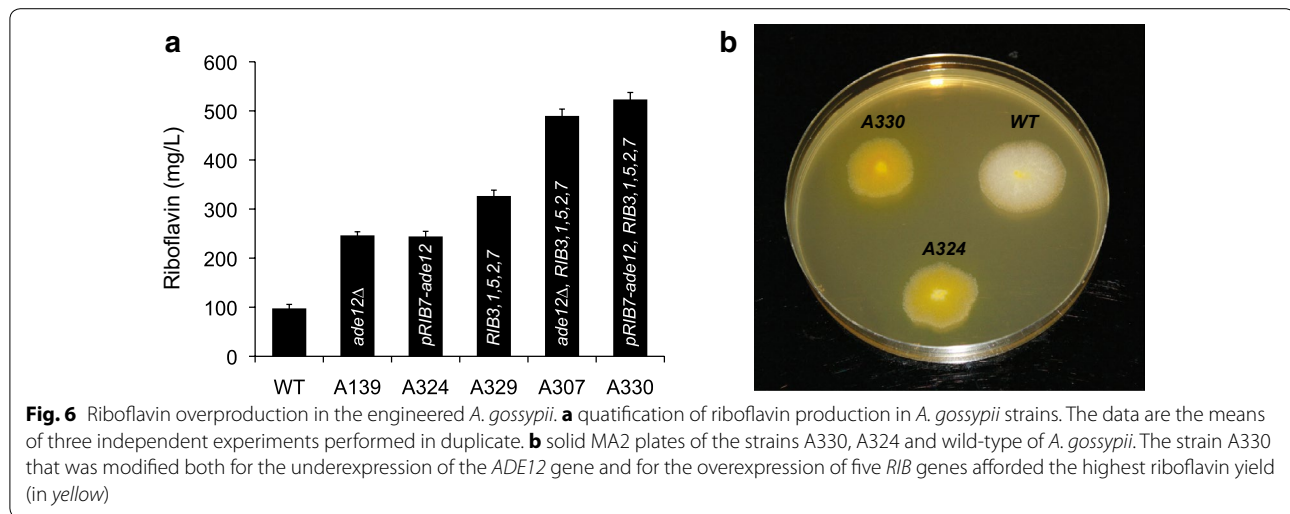 a
b
600
500
400
300
200
100
0
Riboflavin (mg/L)
ade12Δ
pRIB7-ade12
RIB3,1,5,2,7
ade12Δ, RIB3,1,5,2,7
pRIB7-ade12, RIB3,1,5,2,7
WT A139 A324 A329 A307 A330
A330 WT
A324
Fig. 6 Riboflavin overproduction in the engineered A. gossypii. a quatification of riboflavin production in A. gossypii strains. The data are the means
of three independent experiments performed in duplicate. b solid MA2 plates of the strains A330, A324 and wild-type of A. gossypii. The strain A330
that was modified both for the underexpression of the ADE12 gene and for the overexpression of five RIB genes afforded the highest riboflavin yield
(in yellow)